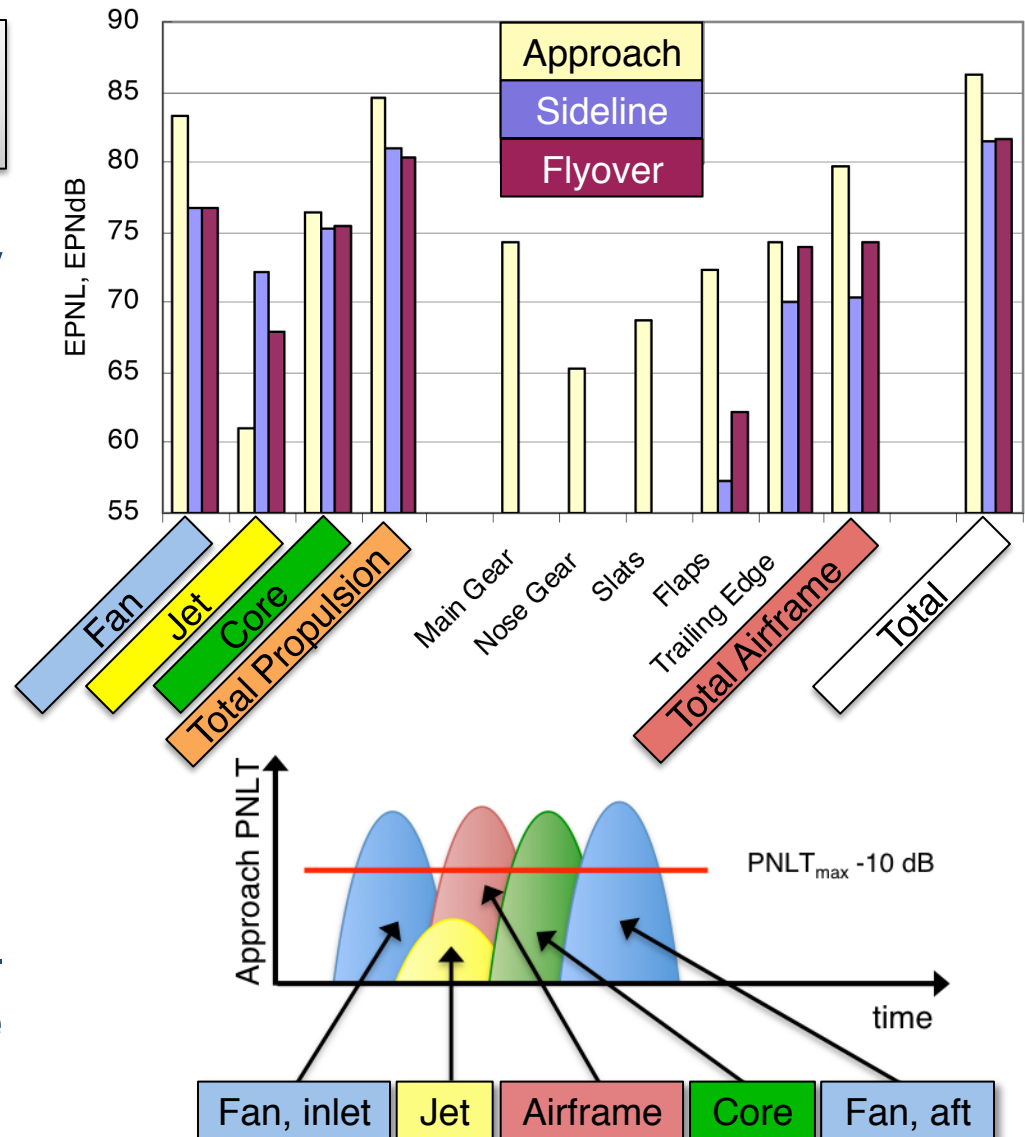 90
85
80
75
70
65
60
55
EPNL, EPNdB
Approach
Sideline
Flyover
Fan
Jet
Core
Total Propulsion
Main Gear
Nose Gear
Slats
Flaps
Trailing Edge
Total Airframe
Total
Approach PNLT
PNLTmax -10 dB
time
Fan, inlet
Jet
Airframe
Core
Fan, aft